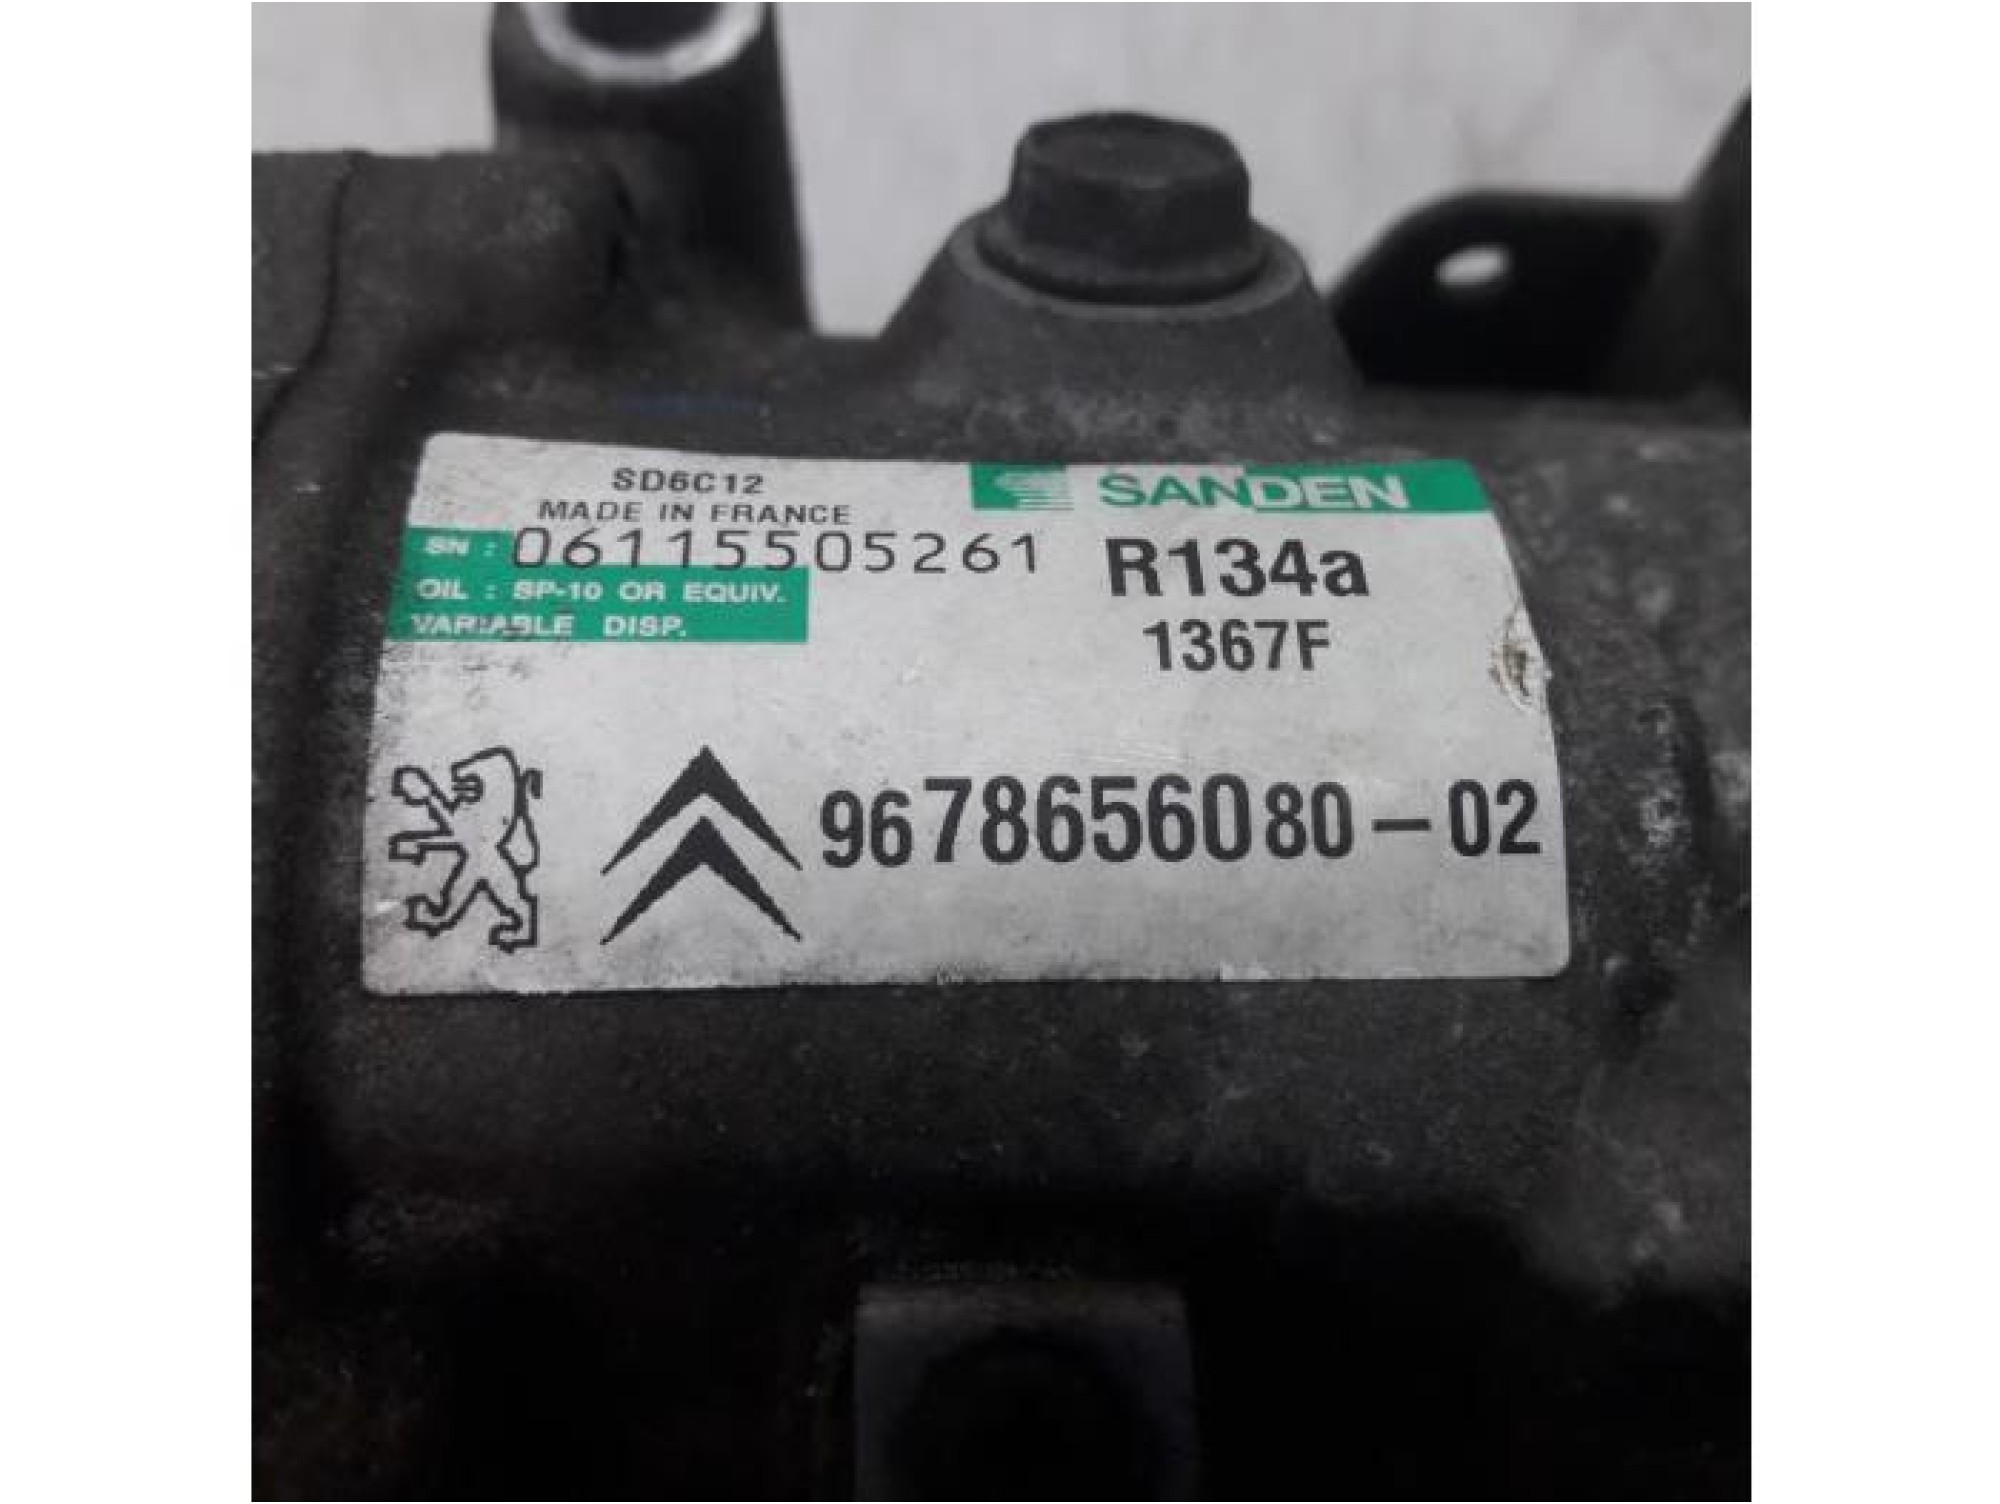 SD6C12
MADE IN FRANCE
SANDEN
SN : 06115505261
R134a
OIL : SP-10 OR EQUIV.
VARIABLE DISP.
1367F
9678656080-02